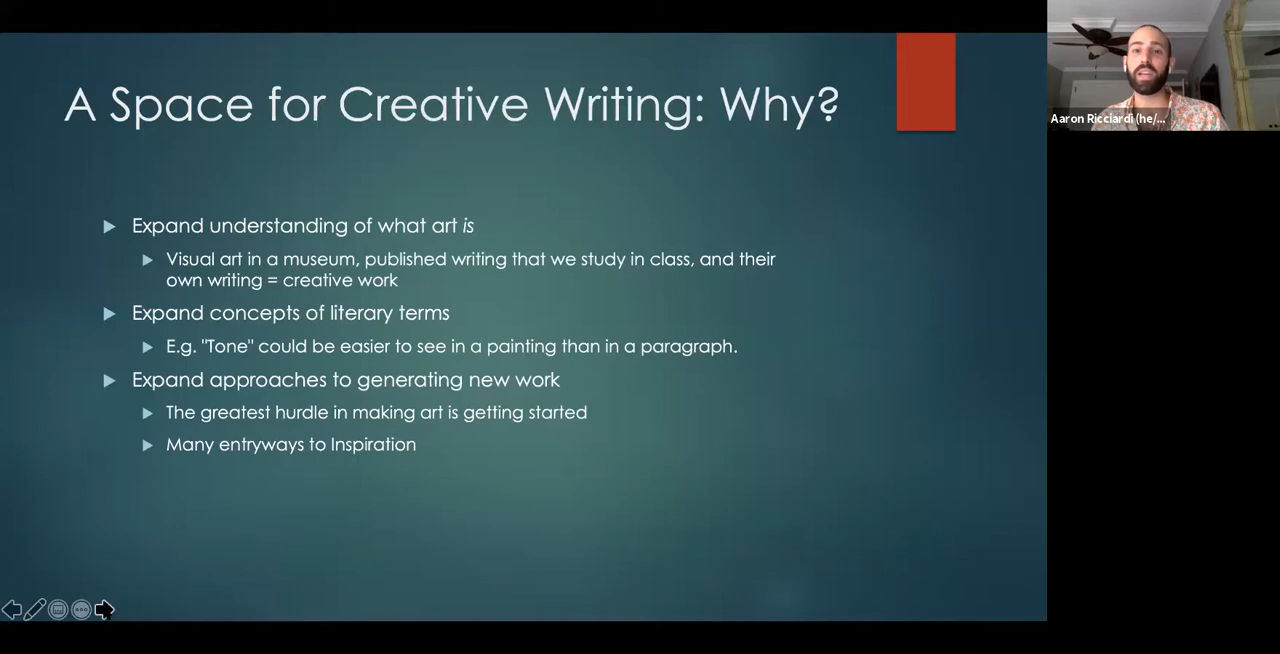 A Space for Creative Writing: Why?
Expand understanding of what art is
Visual art in a museum, published writing that we study in class, and their
own writing = creative work
Expand concepts of literary terms
E.g. "Tone" could be easier to see in a painting than in a paragraph.
Expand approaches to generating new work
The greatest hurdle in making art is getting started
Many entryways to Inspiration
Aaron Ricciardi (he/...